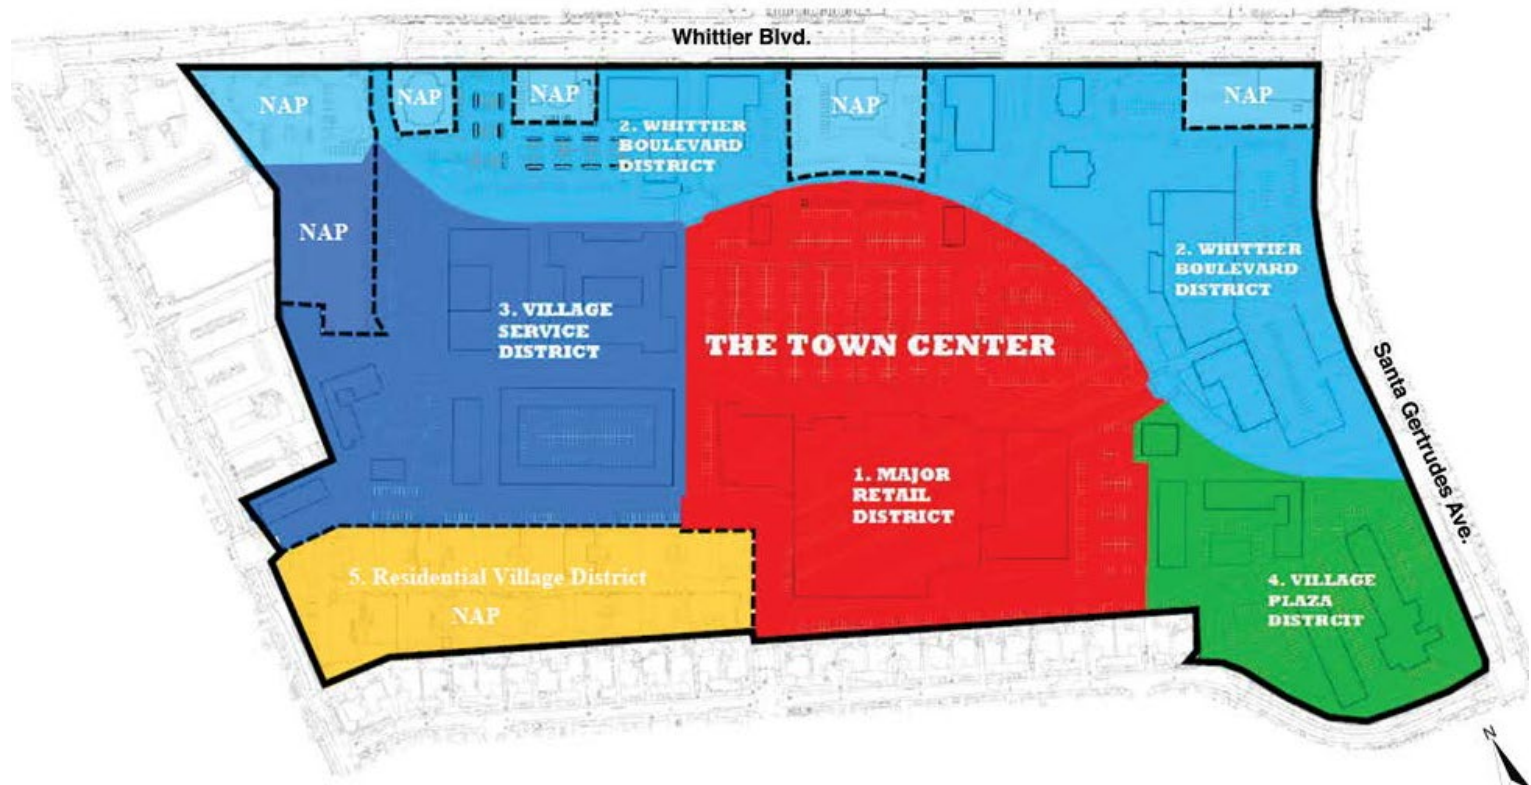 Whittier Blvd.
NAP
NAP
NAP
NAP
NAP
2. WHITTIER
BOULEVARD
DISTRICT
NAP
2. WHITTIER
BOULEVARD
DISTRICT
3. VILLAGE
SERVICE
DISTRICT
THE TOWN CENTER
Santa Gertrudes Ave.
1. MAJOR
RETAIL
DISTRICT
5. Residential Village District
NAP
4. VILLAGE
PLAZA
DISTRCIT
N